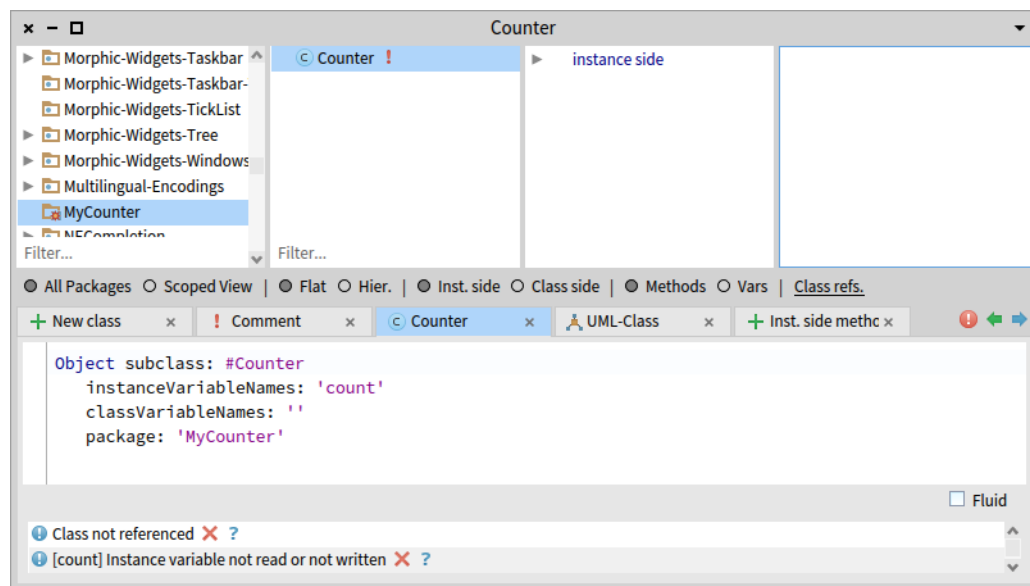 Counter
Morphic-Widgets-Taskbar
Morphic-Widgets-Taskbar-
Morphic-Widgets-TickList
Morphic-Widgets-Tree
Morphic-Widgets-Windows
Multilingual-Encodings
MyCounter
NECompletion
Filter...
Counter
Filter...
instance side
All Packages Scoped View | Flat Hier. | Inst. side Class side | Methods Vars | Class refs.
New class x ! Comment x C Counter x UML-Class x Inst. side methc x
Object subclass: #Counter
instanceVariableNames: 'count'
classVariableNames: ''
package: 'MyCounter'
Fluid
Class not referenced ?
[count] Instance variable not read or not written ?